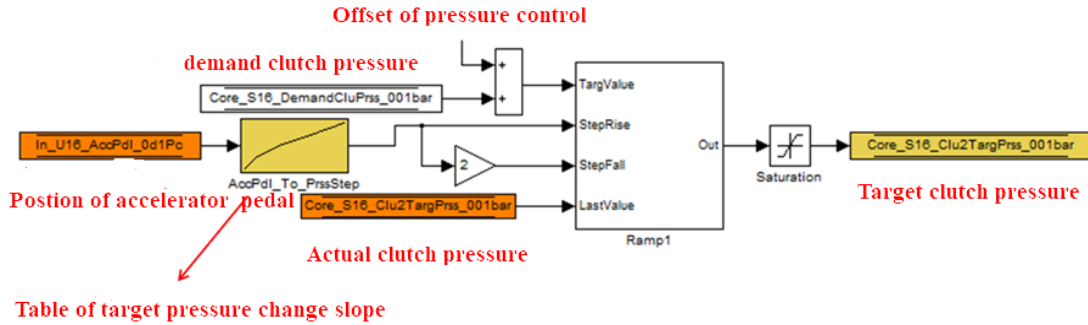 Offset of pressure control
demand clutch pressure
+
+
TargValue
Core_S16_DemandCluPrss_001bar
In_U16_AccPdl_0d1Pc
StepRise
Out
Core_S16_Clu2TargPrss_001bar
2
StepFall
Saturation
AccPdl_To_PrssStep
Target clutch pressure
Postion of accelerator pedal
Core_S16_Clu2TargPrss_001bar
LastValue
Ramp1
Actual clutch pressure
Table of target pressure change slope